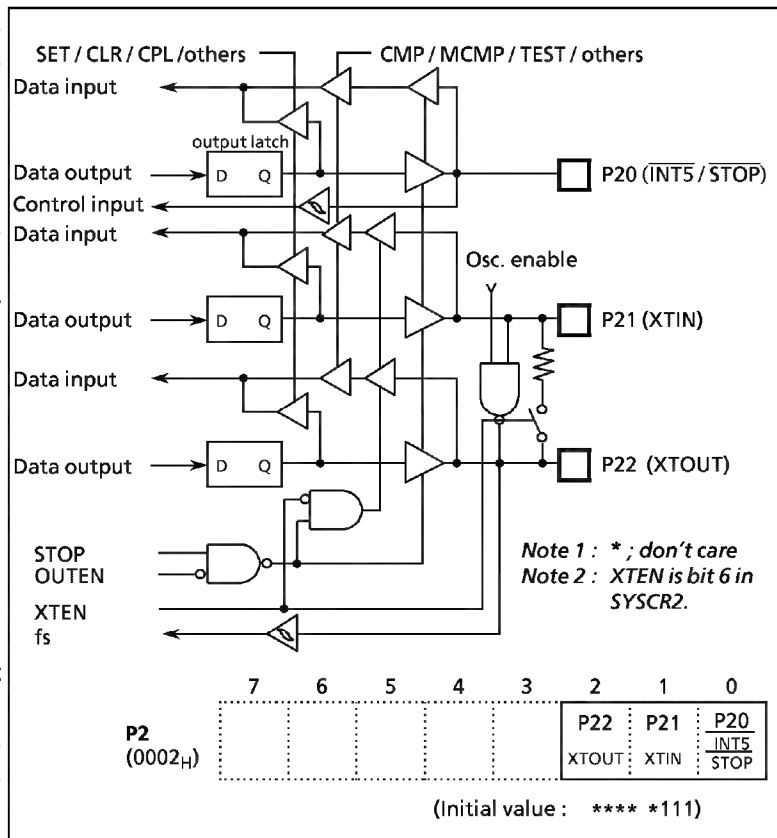 SET / CLR / CPL /others
CMP / MCMP / TEST / others
Data input
output latch
Data output
D Q
P20 (INT5 / STOP)
Control input
Data input
Osc. enable
Data output
D Q
P21 (XTIN)
Data input
Data output
D Q
P22 (XTOUT)
STOP
OUTEN
XTEN
fs
Note 1 : * ; don't care
Note 2 : XTEN is bit 6 in
SYSCR2.
7 6 5 4 3 2 1 0
P2
(0002H)
P22 P21 P20
XTOUT XTIN INT5
STOP
(Initial value : **** *111)